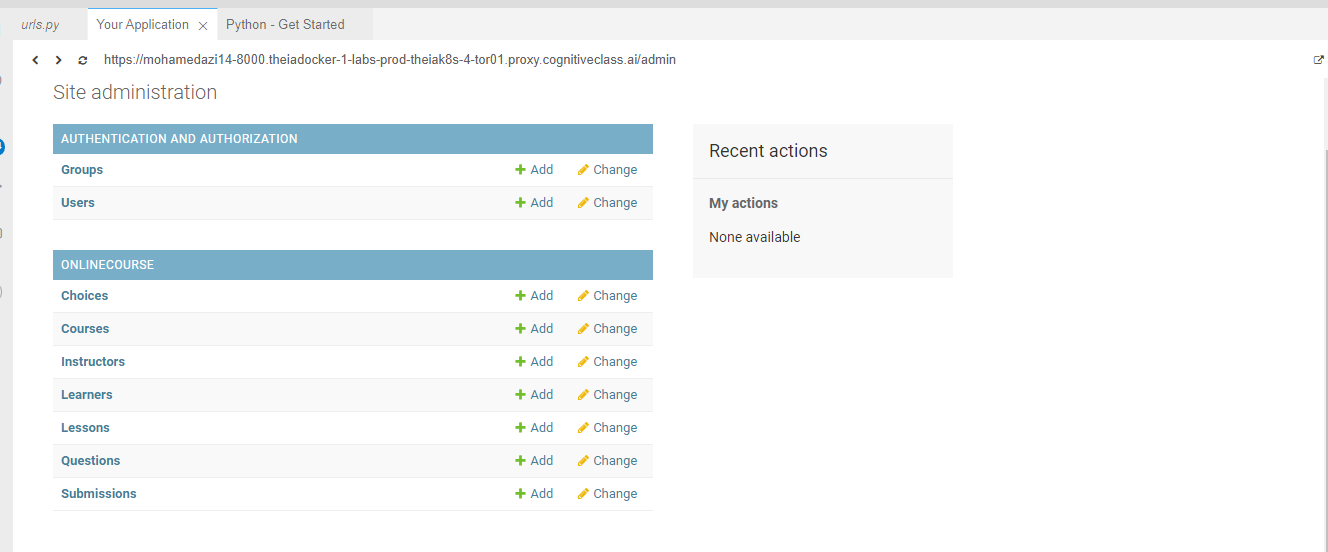 urls.py Your Application Python - Get Started
https://mohamedazi14-8000.theiadocker-1-labs-prod-theiak8s-4-tor01.proxy.cognitiveclass.ai/admin
Site administration
AUTHENTICATION AND AUTHORIZATION
Groups Add Change
Users Add Change
ONLINECOURSE
Choices Add Change
Courses Add Change
Instructors Add Change
Learners Add Change
Lessons Add Change
Questions Add Change
Submissions Add Change
Recent actions
My actions
None available